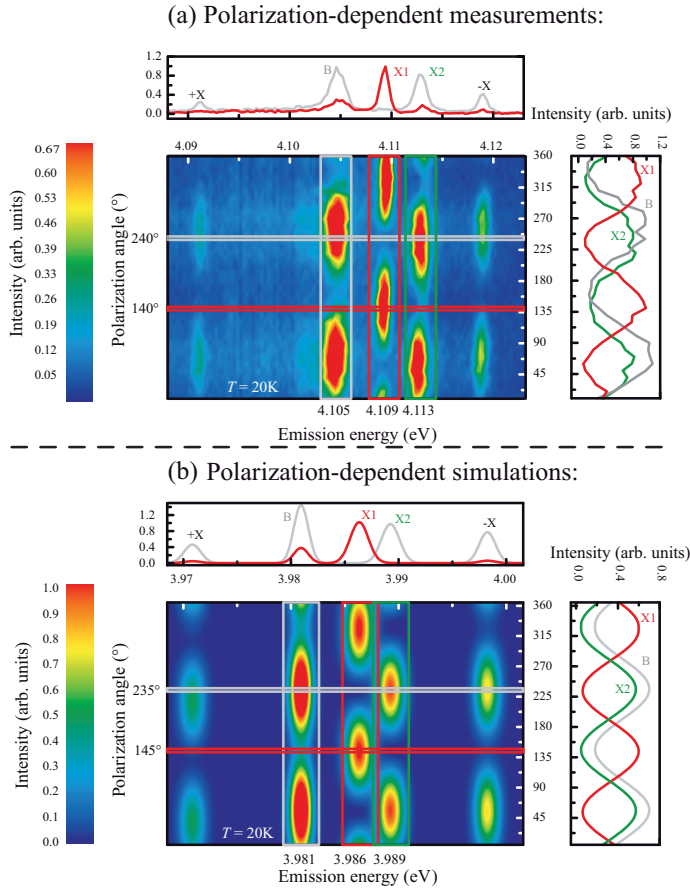 (a) Polarization-dependent measurements:
1.2
0.8
0.4
0.0
+X
B
X1
X2
-X
Intensity (arb. units)
4.09 4.10 4.11 4.12
0.0 0.4 0.8 1.2
Intensity (arb. units)
0.67
0.60
0.53
0.46
0.39
0.33
0.26
0.19
0.12
0.05
Polarization angle (°)
240°
140°
T = 20K
360
315
270
225
180
135
90
45
X1
B
X2
4.105 4.109 4.113
Emission energy (eV)
(b) Polarization-dependent simulations:
1.2
0.8
0.4
0.0
+X
B
X1
X2
-X
Intensity (arb. units)
3.97 3.98 3.99 4.00
0.0 0.4 0.8
Intensity (arb. units)
1.0
0.9
0.8
0.7
0.6
0.5
0.4
0.3
0.2
0.1
0.0
Polarization angle (°)
235°
145°
T = 20K
360
315
270
225
180
135
90
45
X1
B
X2
3.981 3.986 3.989
Emission energy (eV)